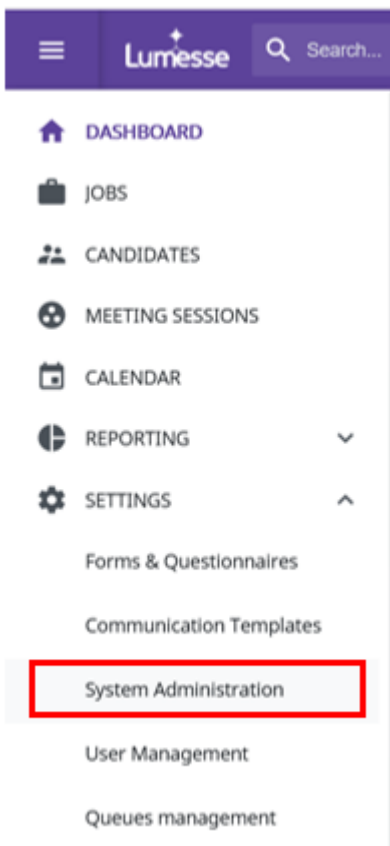 Lumesse
Search...
DASHBOARD
JOBS
CANDIDATES
MEETING SESSIONS
CALENDAR
REPORTING
SETTINGS
Forms & Questionnaires
Communication Templates
System Administration
User Management
Queues management